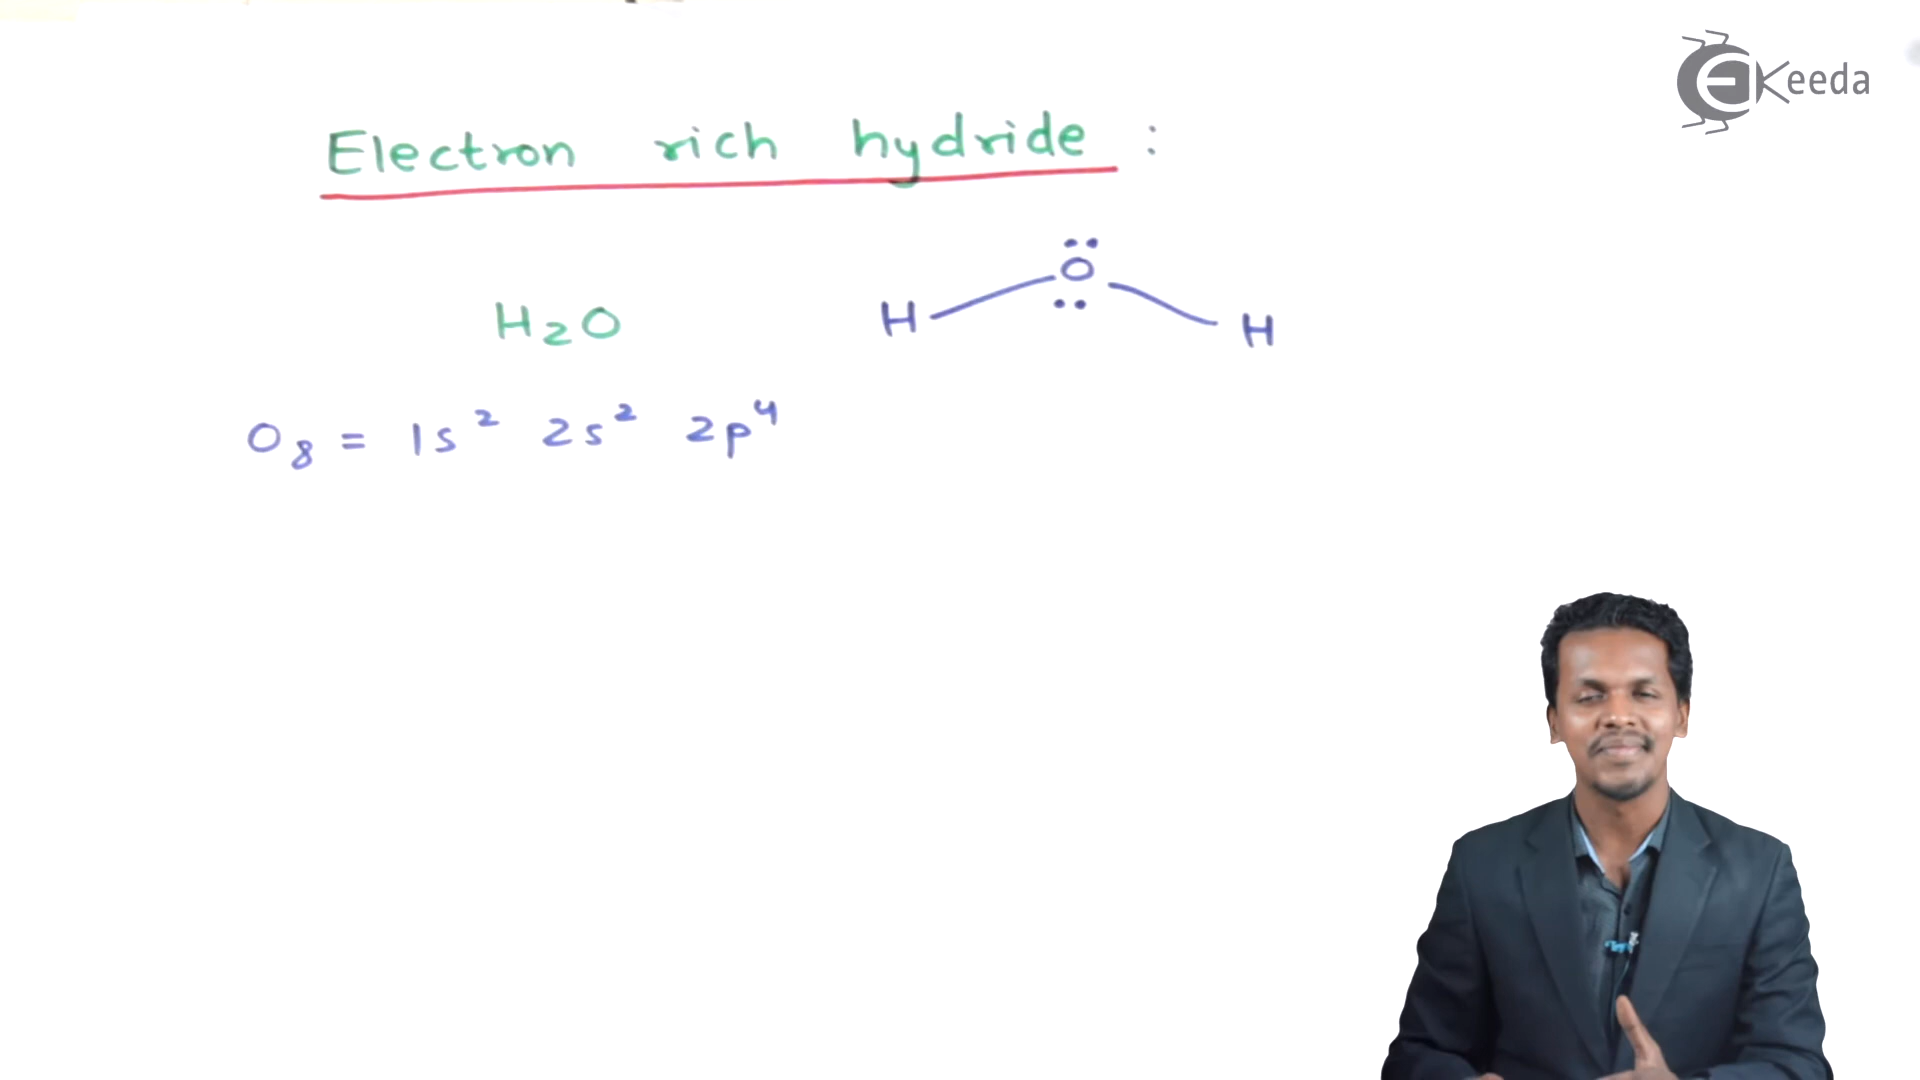 EKeeda
Electron rich hydride :
H₂O
H O H
O₈ = 1s² 2s² 2p⁴